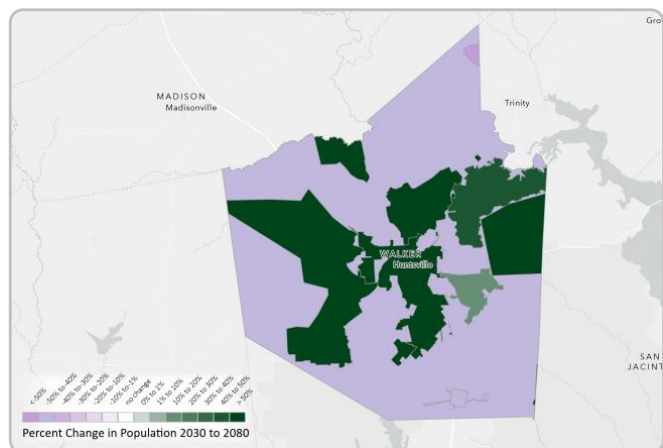 Gro
MADISON
Madisonville
Trinity
WALKER
Huntsville
SAN
JACINT
<-50%
-50% to-40%
-40% to-30%
-30% to-20%
-20% to-10%
-10% to-1%
no change
0% to 1%
1% to 10%
10% to 20%
20% to 30%
30% to 40%
40% to 50%
> 50%
Percent Change in Population 2030 to 2080